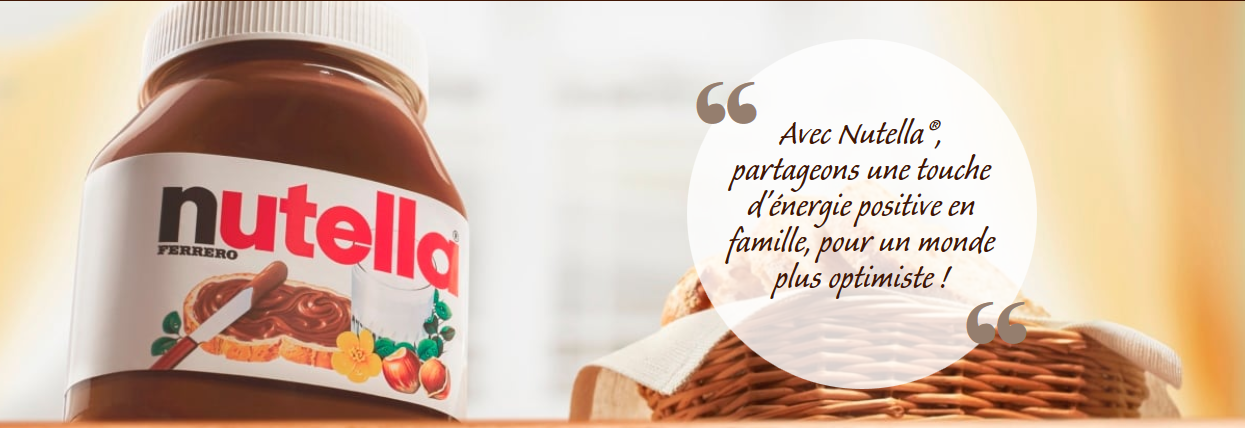 nutella®
FERRERO
“
Avec Nutella®,
partageons une touche
d'énergie positive en
famille, pour un monde
plus optimiste !
“